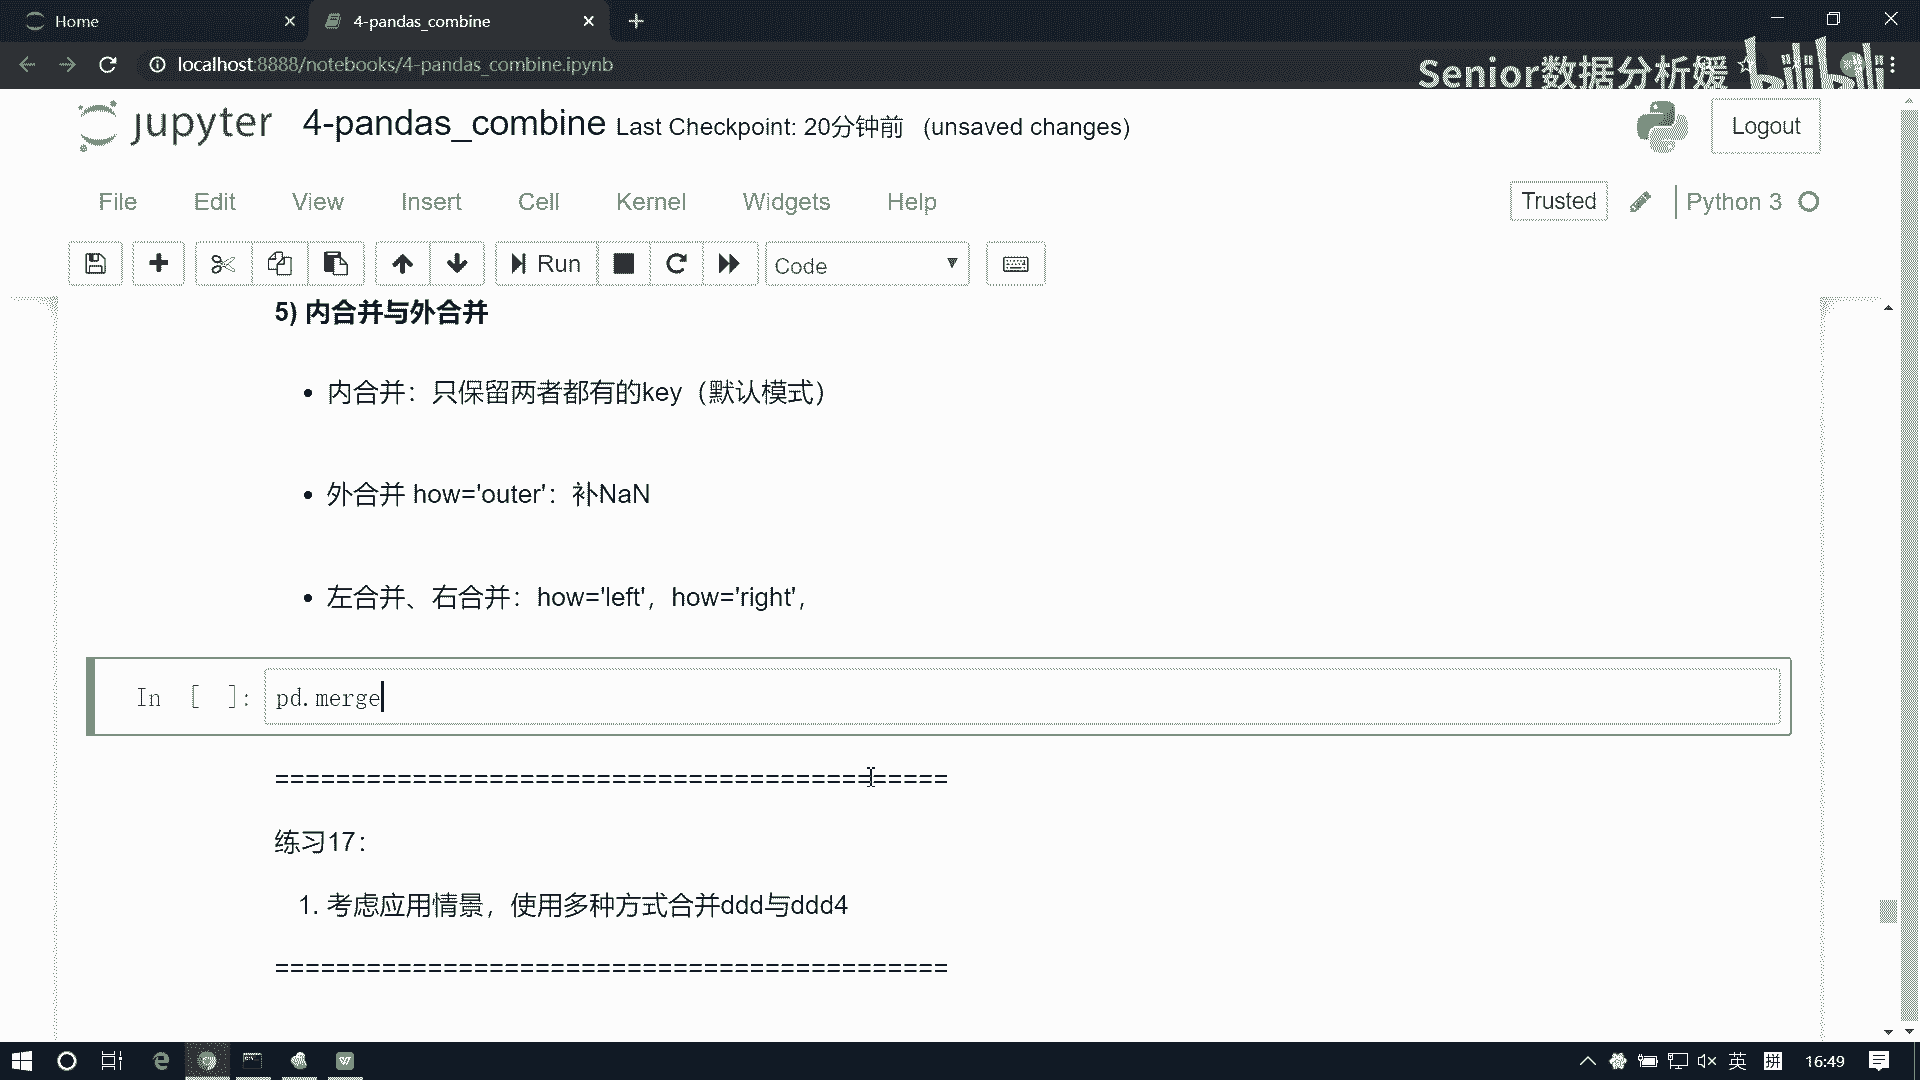 Home
4-pandas_combine
localhost:8888/notebooks/4-pandas_combine.ipynb
Senior数据分析媛
bilibili
jupyter 4-pandas_combine Last Checkpoint: 20分钟前 (unsaved changes)
Logout
File Edit View Insert Cell Kernel Widgets Help
Trusted
Python 3
Run
Code
5) 内合并与外合并
• 内合并：只保留两者都有的key（默认模式）
• 外合并 how='outer'：补NaN
• 左合并、右合并：how='left'，how='right'，
In [ ]: pd.merge
============================================
练习17：
1. 考虑应用情景，使用多种方式合并ddd与ddd4
============================================
英
拼
16:49